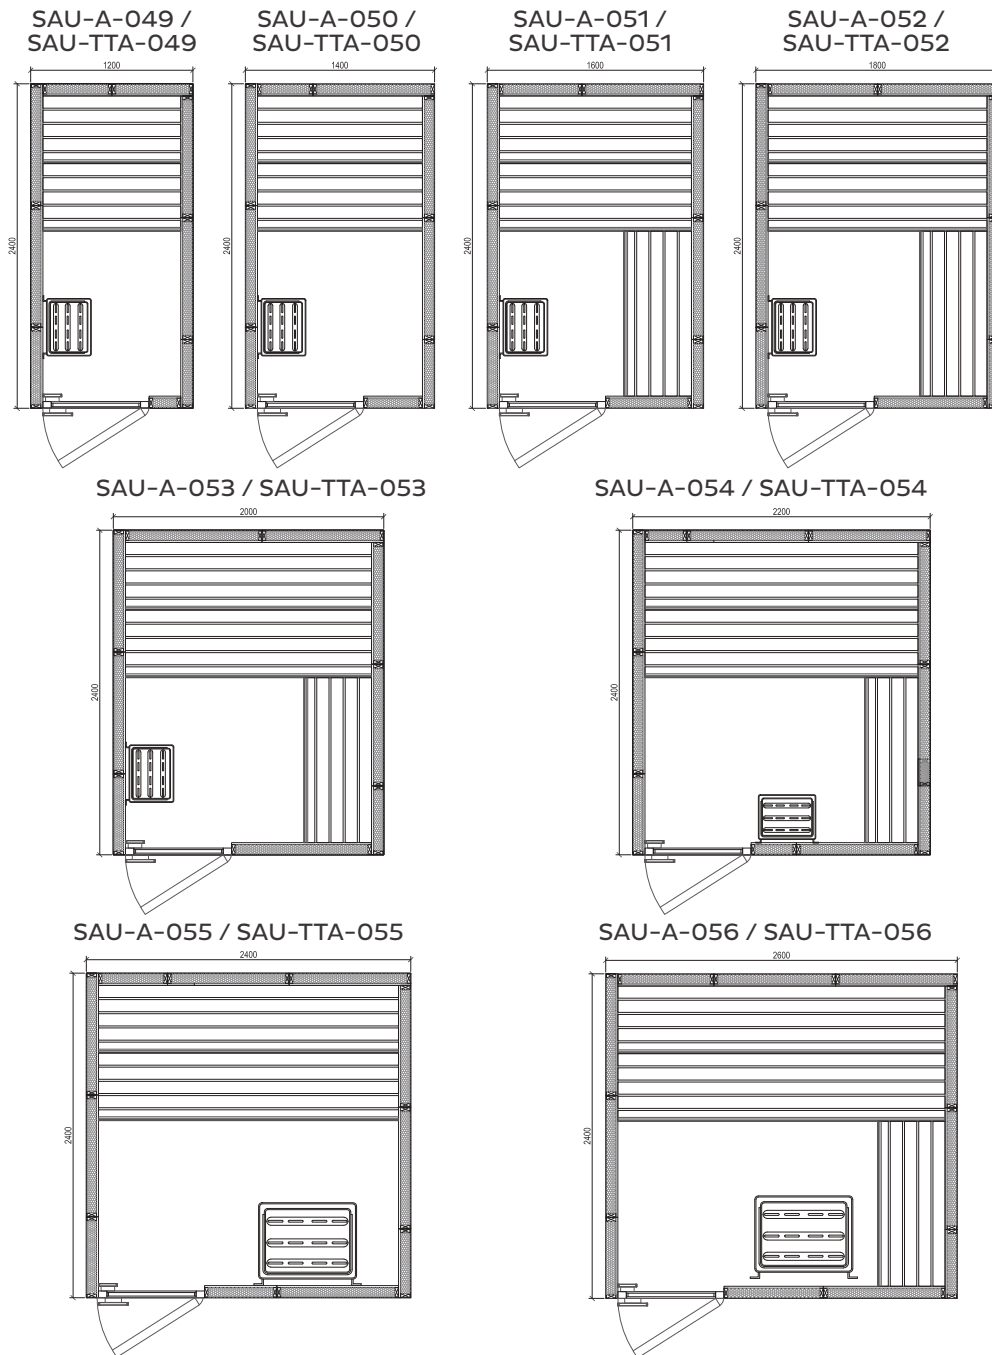 SAU-A-049 /
SAU-TTA-049
SAU-A-050 /
SAU-TTA-050
SAU-A-051 /
SAU-TTA-051
SAU-A-052 /
SAU-TTA-052
1200
1400
1600
1800
2400
2400
2400
2400
SAU-A-053 / SAU-TTA-053
SAU-A-054 / SAU-TTA-054
2000
2200
2400
2400
SAU-A-055 / SAU-TTA-055
SAU-A-056 / SAU-TTA-056
2400
2600
2400
2400